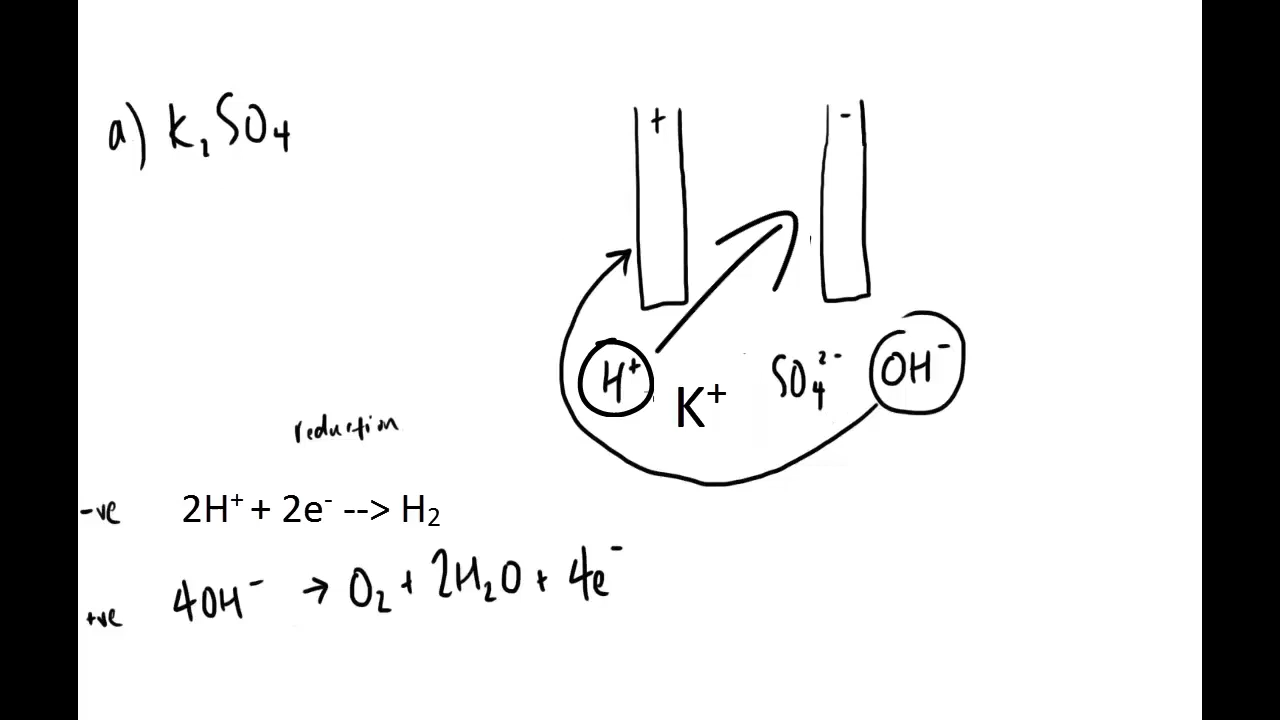 a) K₂SO₄
+ -
H⁺ K⁺ SO₄²⁻ OH⁻
reduction
-ve 2H⁺ + 2e⁻ --> H₂
+ve 4OH⁻ → O₂ + 2H₂O + 4e⁻